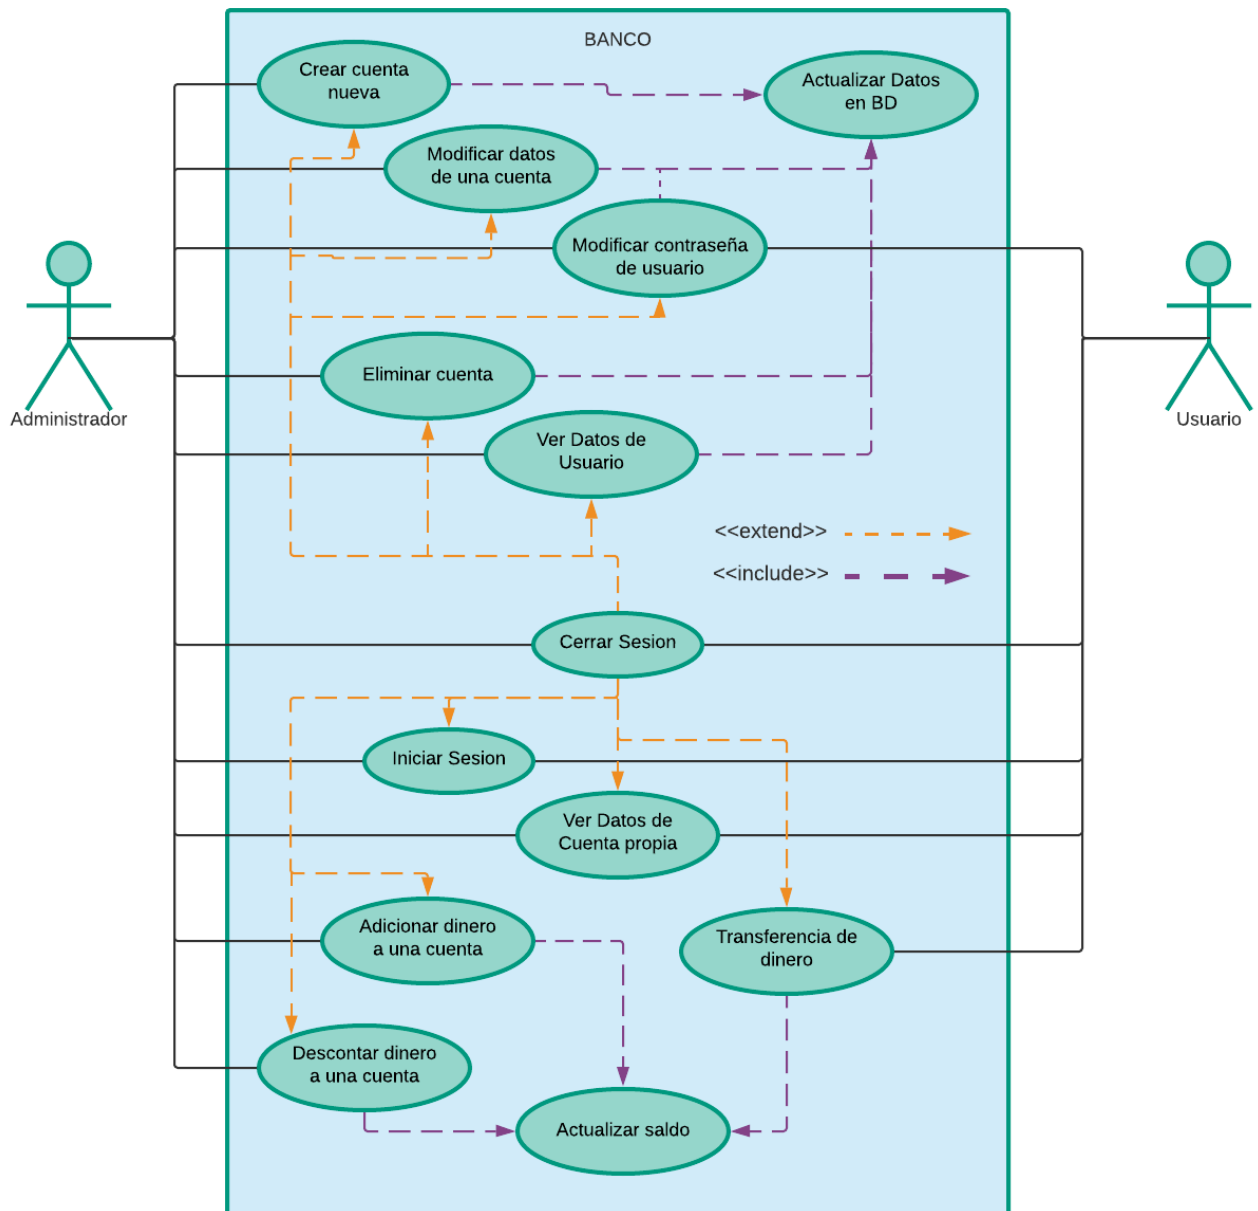 BANCO
Crear cuenta
nueva
Actualizar Datos
en BD
Modificar datos
de una cuenta
Modificar contraseña
de usuario
Administrador
Usuario
Eliminar cuenta
Ver Datos de
Usuario
<<extend>>
<<include>>
Cerrar Sesion
Iniciar Sesion
Ver Datos de
Cuenta propia
Adicionar dinero
a una cuenta
Transferencia de
dinero
Descontar dinero
a una cuenta
Actualizar saldo